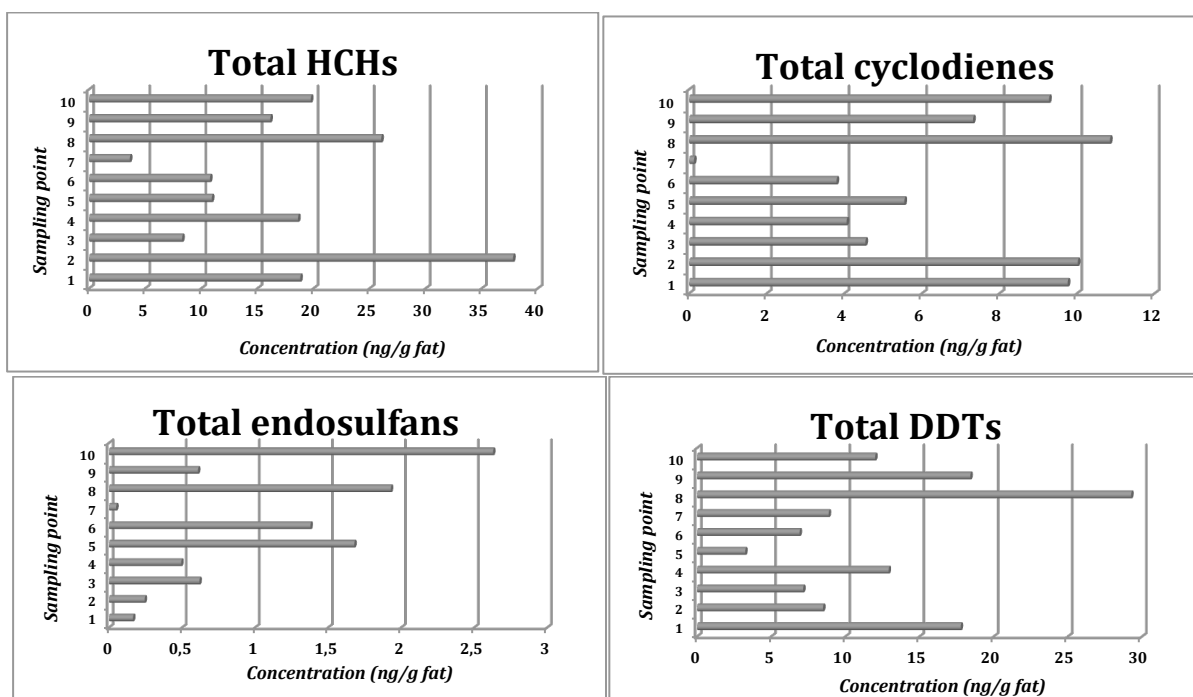 Total HCHs
Sampling point
10
9
8
7
6
5
4
3
2
1
0 5 10 15 20 25 30 35 40
Concentration (ng/g fat)
Total cyclodienes
Sampling point
10
9
8
7
6
5
4
3
2
1
0 2 4 6 8 10 12
Concentration (ng/g fat)
Total endosulfans
Sampling point
10
9
8
7
6
5
4
3
2
1
0 0,5 1 1,5 2 2,5 3
Concentration (ng/g fat)
Total DDTs
Sampling point
10
9
8
7
6
5
4
3
2
1
0 5 10 15 20 25 30
Concentration (ng/g fat)